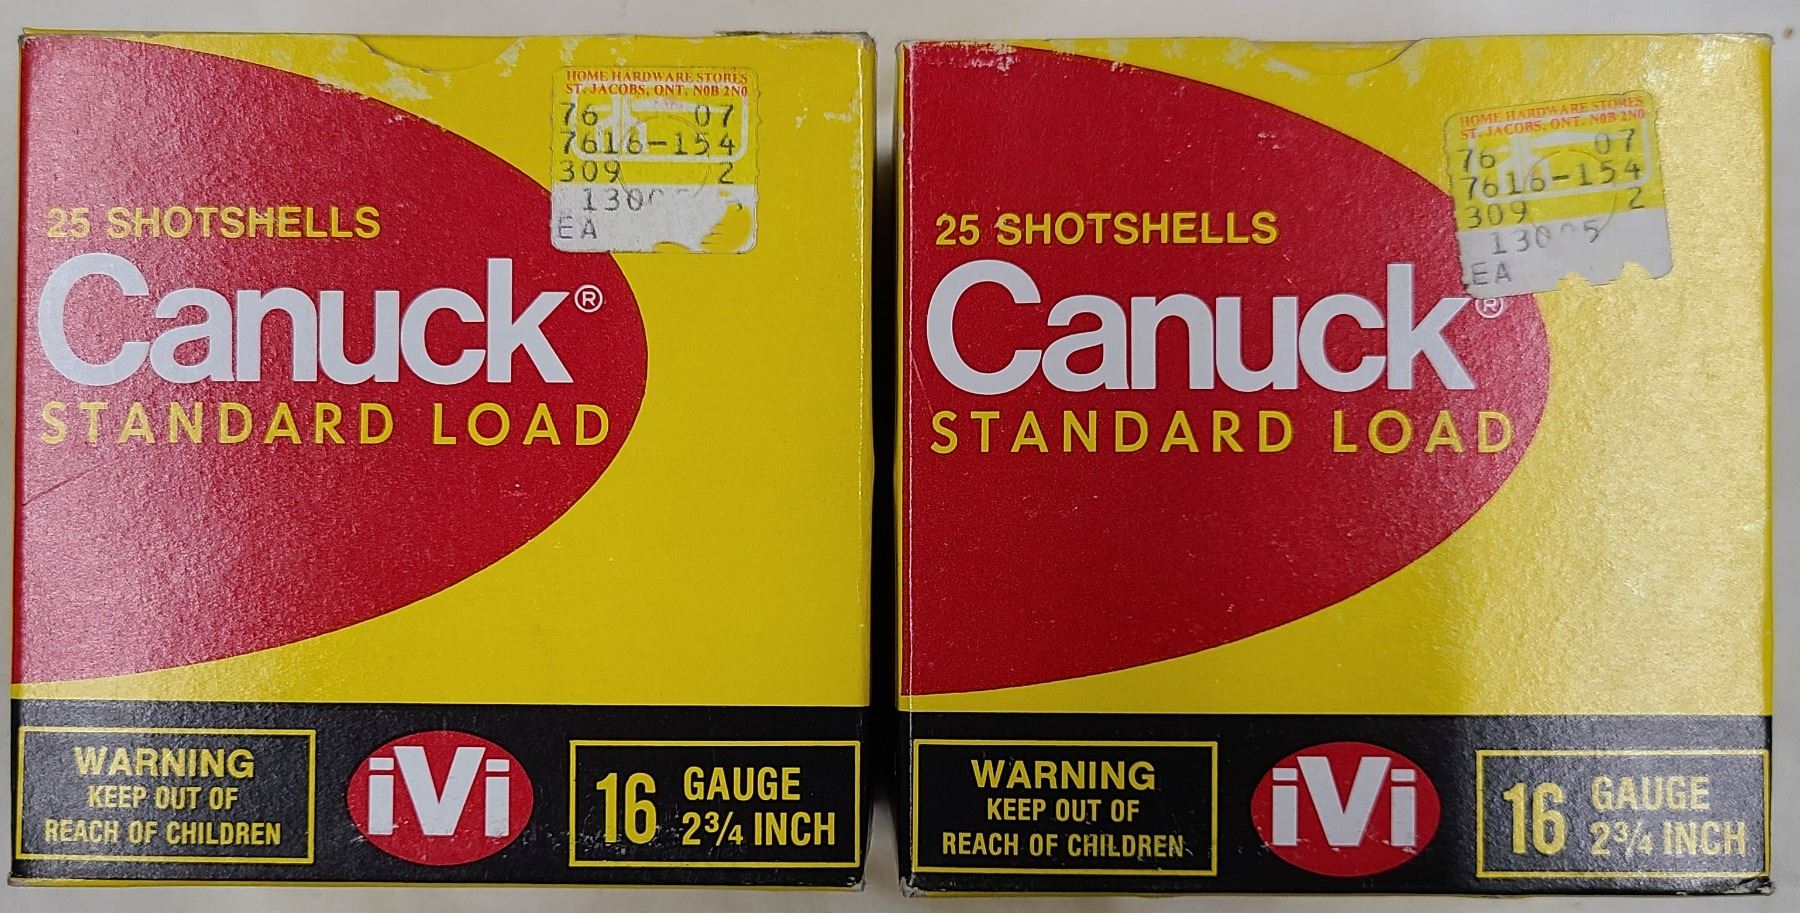 HOME HARDWARE STORES
ST. JACOBS, ONT. N0B 2N0
76 07
7616-154
309 2
EA
25 SHOTSHELLS
Canuck®
STANDARD LOAD
WARNING
KEEP OUT OF
REACH OF CHILDREN
iVi
16 GAUGE
2¾ INCH
HOME HARDWARE STORES
ST. JACOBS, ONT. N0B 2N0
76 07
7616-154
309 2
EA
25 SHOTSHELLS
Canuck®
STANDARD LOAD
WARNING
KEEP OUT OF
REACH OF CHILDREN
iVi
16 GAUGE
2¾ INCH